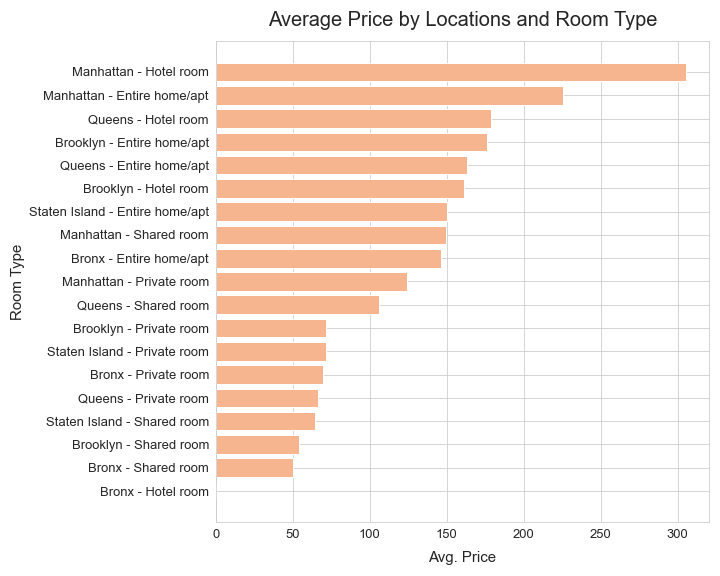 Average Price by Locations and Room Type
Room Type
Manhattan - Hotel room
Manhattan - Entire home/apt
Queens - Hotel room
Brooklyn - Entire home/apt
Queens - Entire home/apt
Brooklyn - Hotel room
Staten Island - Entire home/apt
Manhattan - Shared room
Bronx - Entire home/apt
Manhattan - Private room
Queens - Shared room
Brooklyn - Private room
Staten Island - Private room
Bronx - Private room
Queens - Private room
Staten Island - Shared room
Brooklyn - Shared room
Bronx - Shared room
Bronx - Hotel room
0 50 100 150 200 250 300
Avg. Price